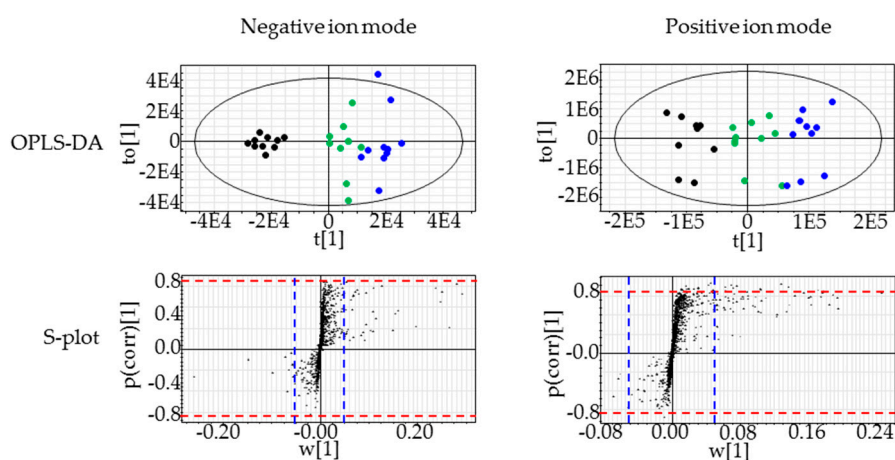 Negative ion mode
Positive ion mode
OPLS-DA
to[1]
4E4
2E4
0
-2E4
-4E4
-4E4 -2E4 0 2E4 4E4
t[1]
to[1]
2E6
1E6
0
-1E6
-2E6
-2E5 -1E5 0 1E5 2E5
t[1]
S-plot
p(corr)[1]
0.8
0.4
0.0
-0.4
-0.8
-0.20 -0.00 0.20
w[1]
p(corr)[1]
0.8
-0.0
-0.8
-0.08 0.00 0.08 0.16 0.24
w[1]